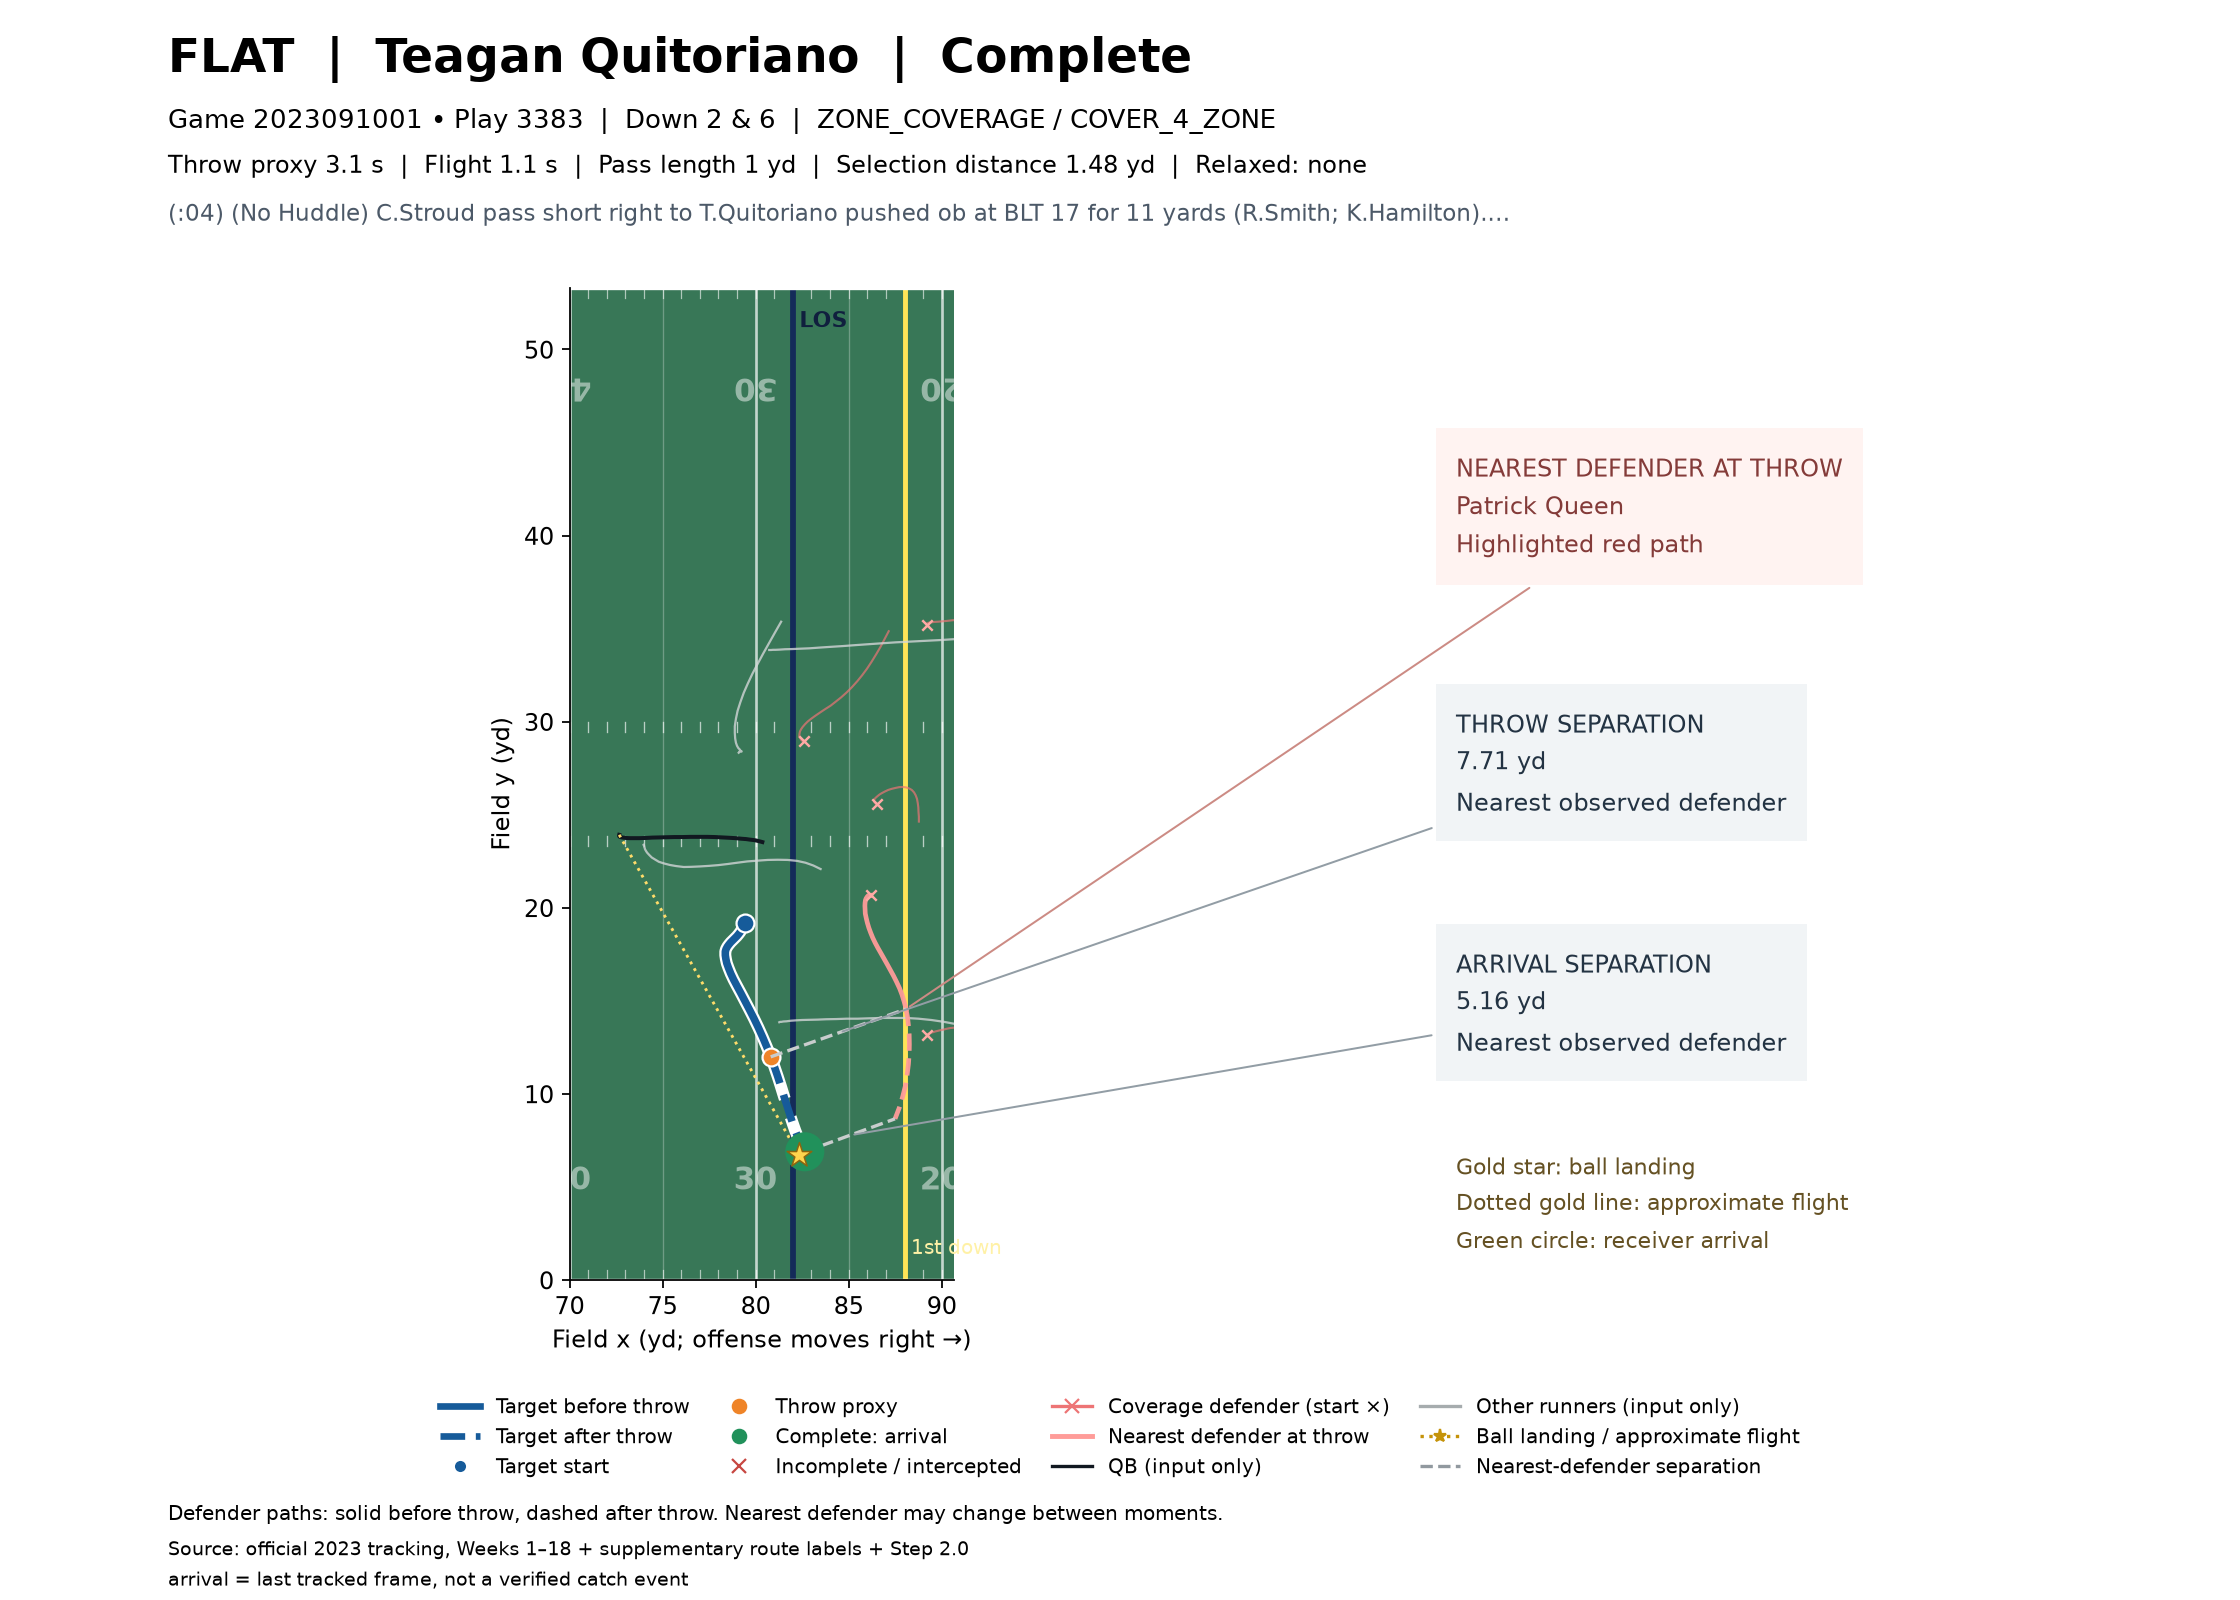 FLAT | Teagan Quitoriano | Complete
Game 2023091001 • Play 3383 | Down 2 & 6 | ZONE_COVERAGE / COVER_4_ZONE
Throw proxy 3.1 s | Flight 1.1 s | Pass length 1 yd | Selection distance 1.48 yd | Relaxed: none
(:04) (No Huddle) C.Stroud pass short right to T.Quitoriano pushed ob at BLT 17 for 11 yards (R.Smith; K.Hamilton)....
LOS
4 30 20
50
40
30
20
10
0
Field y (yd)
0 30 20
1st down
70 75 80 85 90
Field x (yd; offense moves right →)
NEAREST DEFENDER AT THROW
Patrick Queen
Highlighted red path
THROW SEPARATION
7.71 yd
Nearest observed defender
ARRIVAL SEPARATION
5.16 yd
Nearest observed defender
Gold star: ball landing
Dotted gold line: approximate flight
Green circle: receiver arrival
Target before throw
Target after throw
Target start
Throw proxy
Complete: arrival
Incomplete / intercepted
Coverage defender (start ×)
Nearest defender at throw
QB (input only)
Other runners (input only)
Ball landing / approximate flight
Nearest-defender separation
Defender paths: solid before throw, dashed after throw. Nearest defender may change between moments.
Source: official 2023 tracking, Weeks 1–18 + supplementary route labels + Step 2.0
arrival = last tracked frame, not a verified catch event